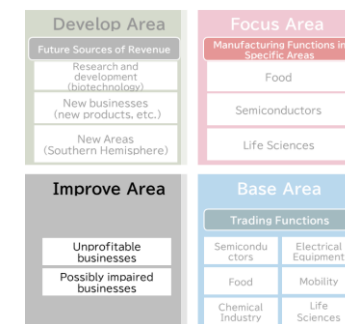 Develop Area
Future Sources of Revenue
Research and
development
(biotechnology)
New businesses
(new products, etc.)
New Areas
(Southern Hemisphere)
Focus Area
Manufacturing Functions in
Specific Areas
Food
Semiconductors
Life Sciences
Improve Area
Unprofitable
businesses
Possibly impaired
businesses
Base Area
Trading Functions
Semicondu
ctors
Electrical
Equipment
Food
Mobility
Chemical
Industry
Life
Sciences